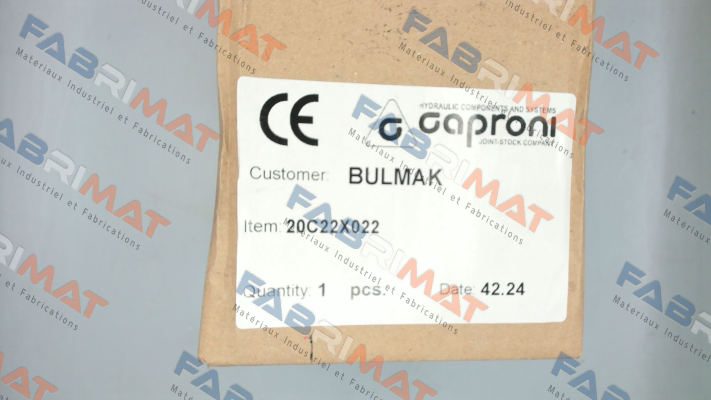 CE
HYDRAULIC COMPONENTS AND SYSTEMS
caproni
JOINT-STOCK COMPANY
Customer: BULMAK
Item: 20C22X022
Quantity: 1 pcs. Date: 42.24
FABRIMAT
Matériaux Industriel et Fabrications